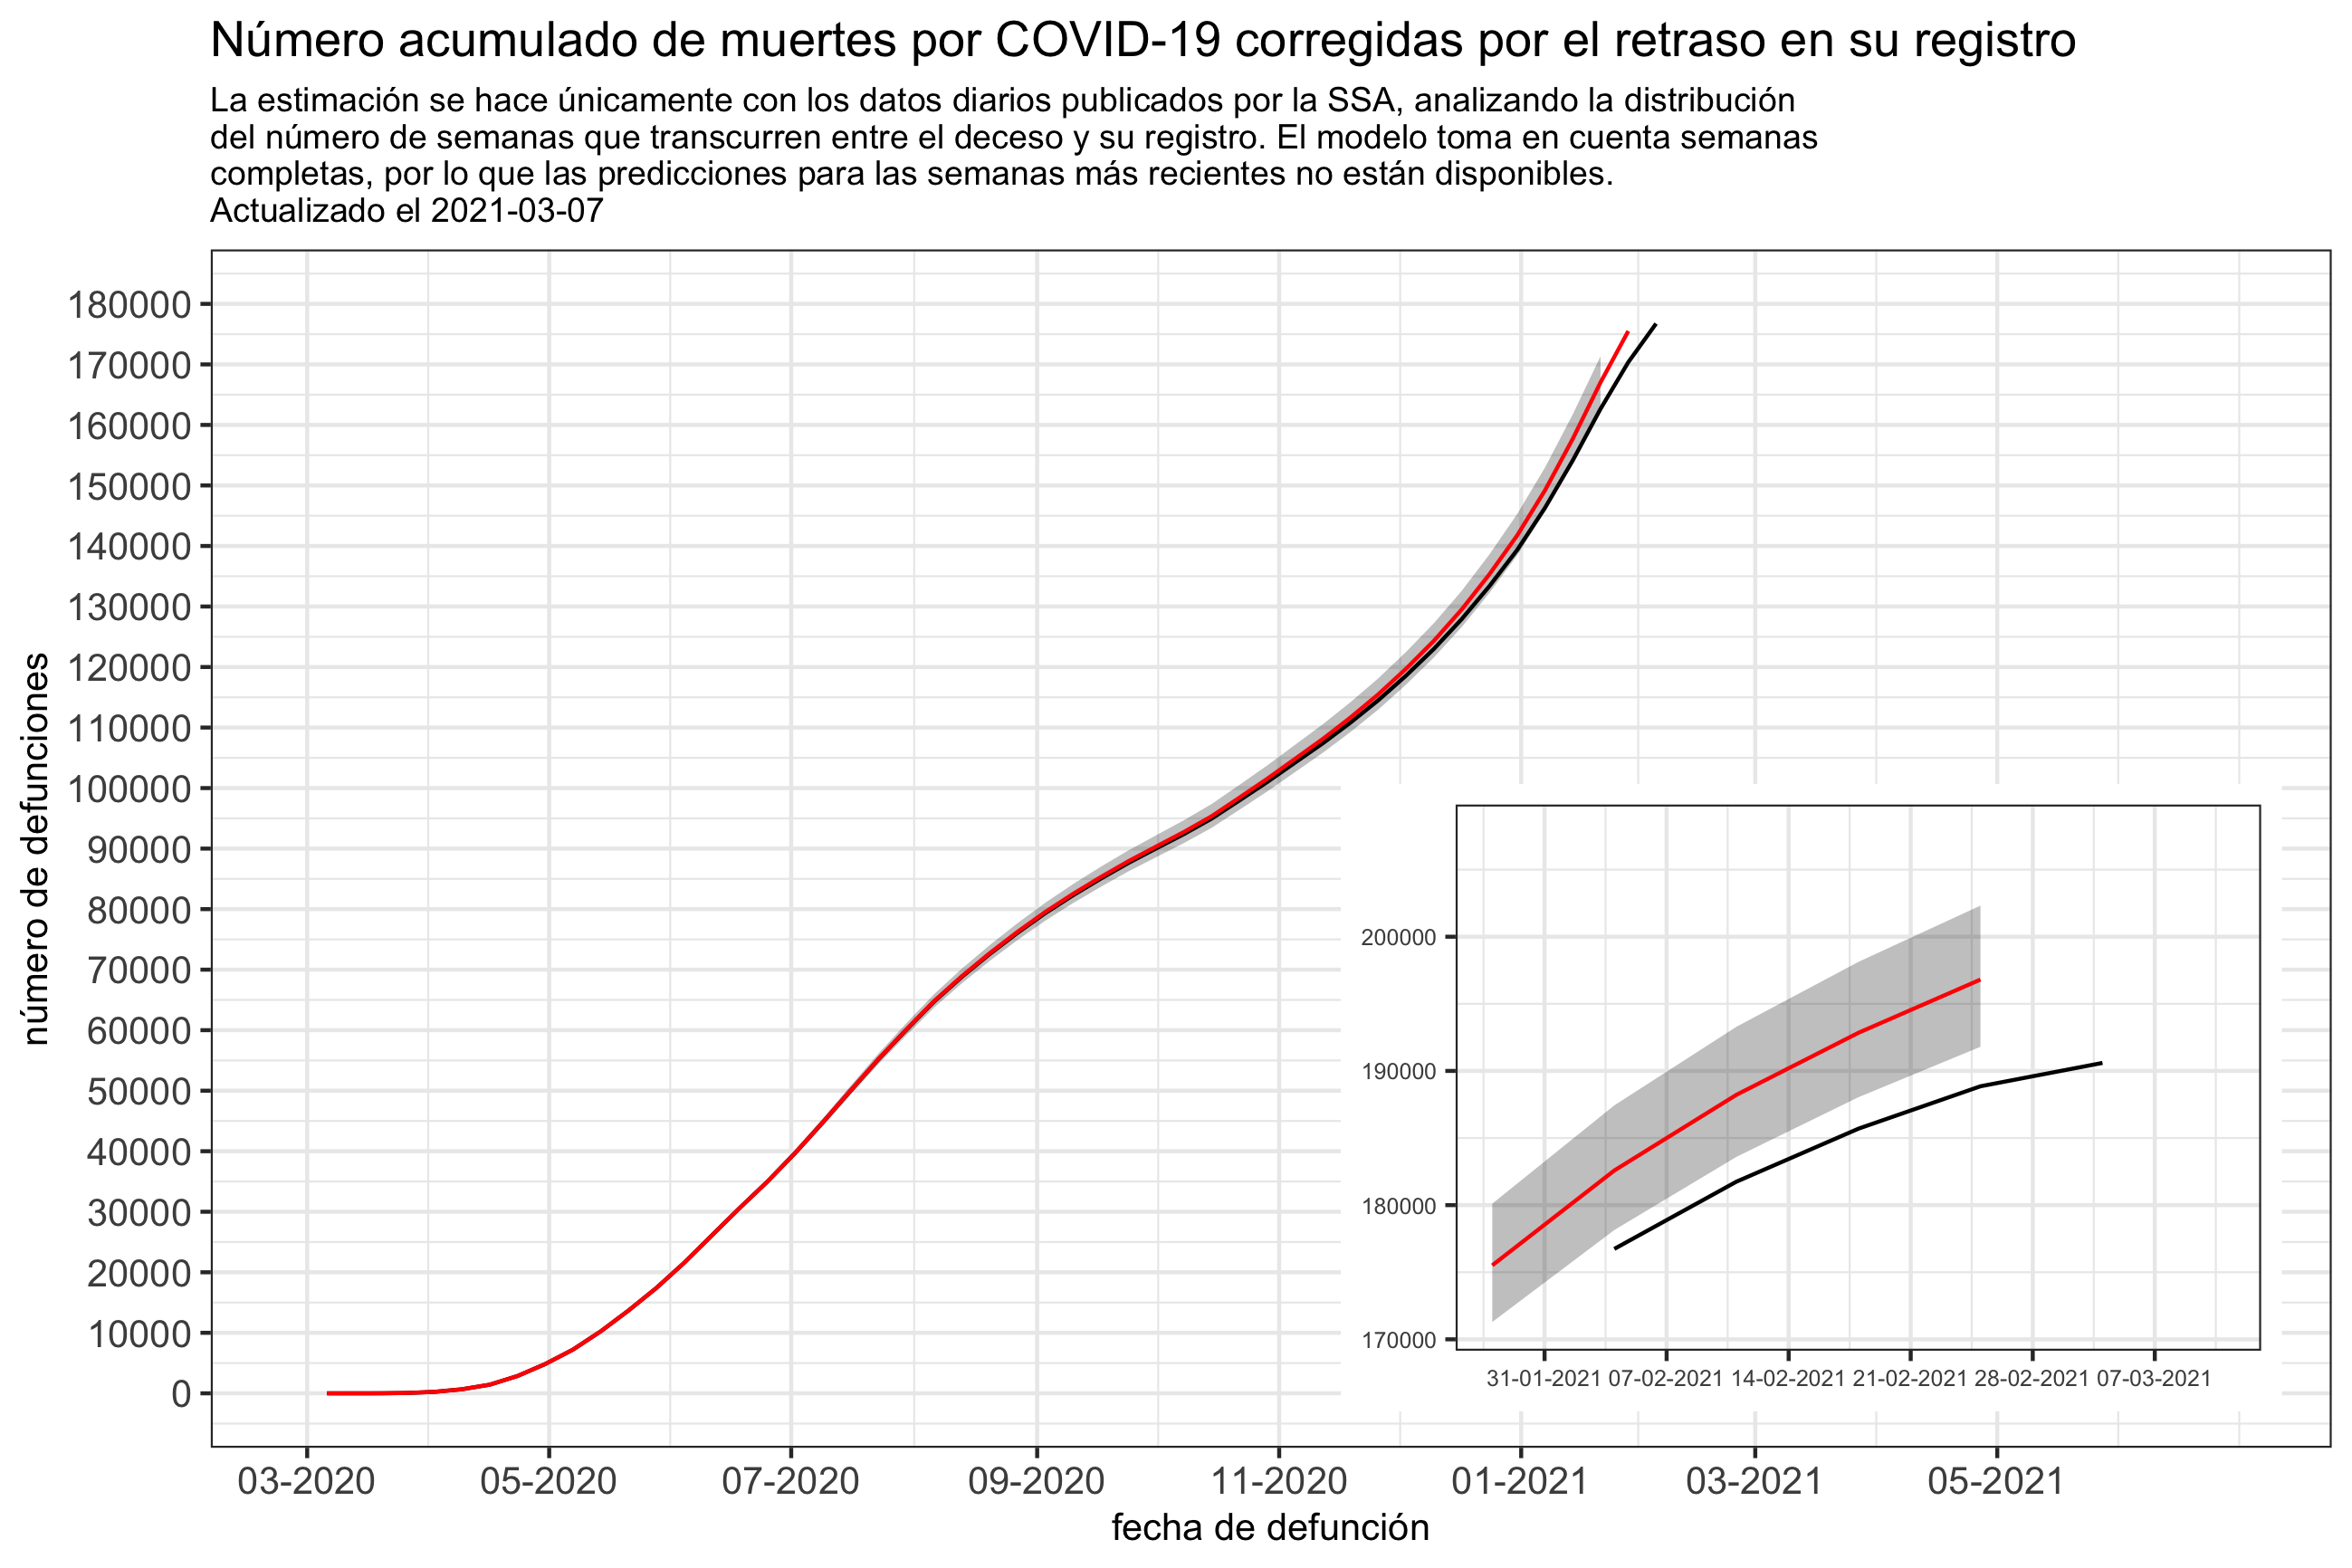 Número acumulado de muertes por COVID-19 corregidas por el retraso en su registro
La estimación se hace únicamente con los datos diarios publicados por la SSA, analizando la distribución
del número de semanas que transcurren entre el deceso y su registro. El modelo toma en cuenta semanas
completas, por lo que las predicciones para las semanas más recientes no están disponibles.
Actualizado el 2021-03-07
180000
170000
160000
150000
140000
130000
120000
110000
100000
90000
80000
70000
60000
50000
40000
30000
20000
10000
0
número de defunciones
200000
190000
180000
170000
31-01-2021 07-02-2021 14-02-2021 21-02-2021 28-02-2021 07-03-2021
03-2020 05-2020 07-2020 09-2020 11-2020 01-2021 03-2021 05-2021
fecha de defunción